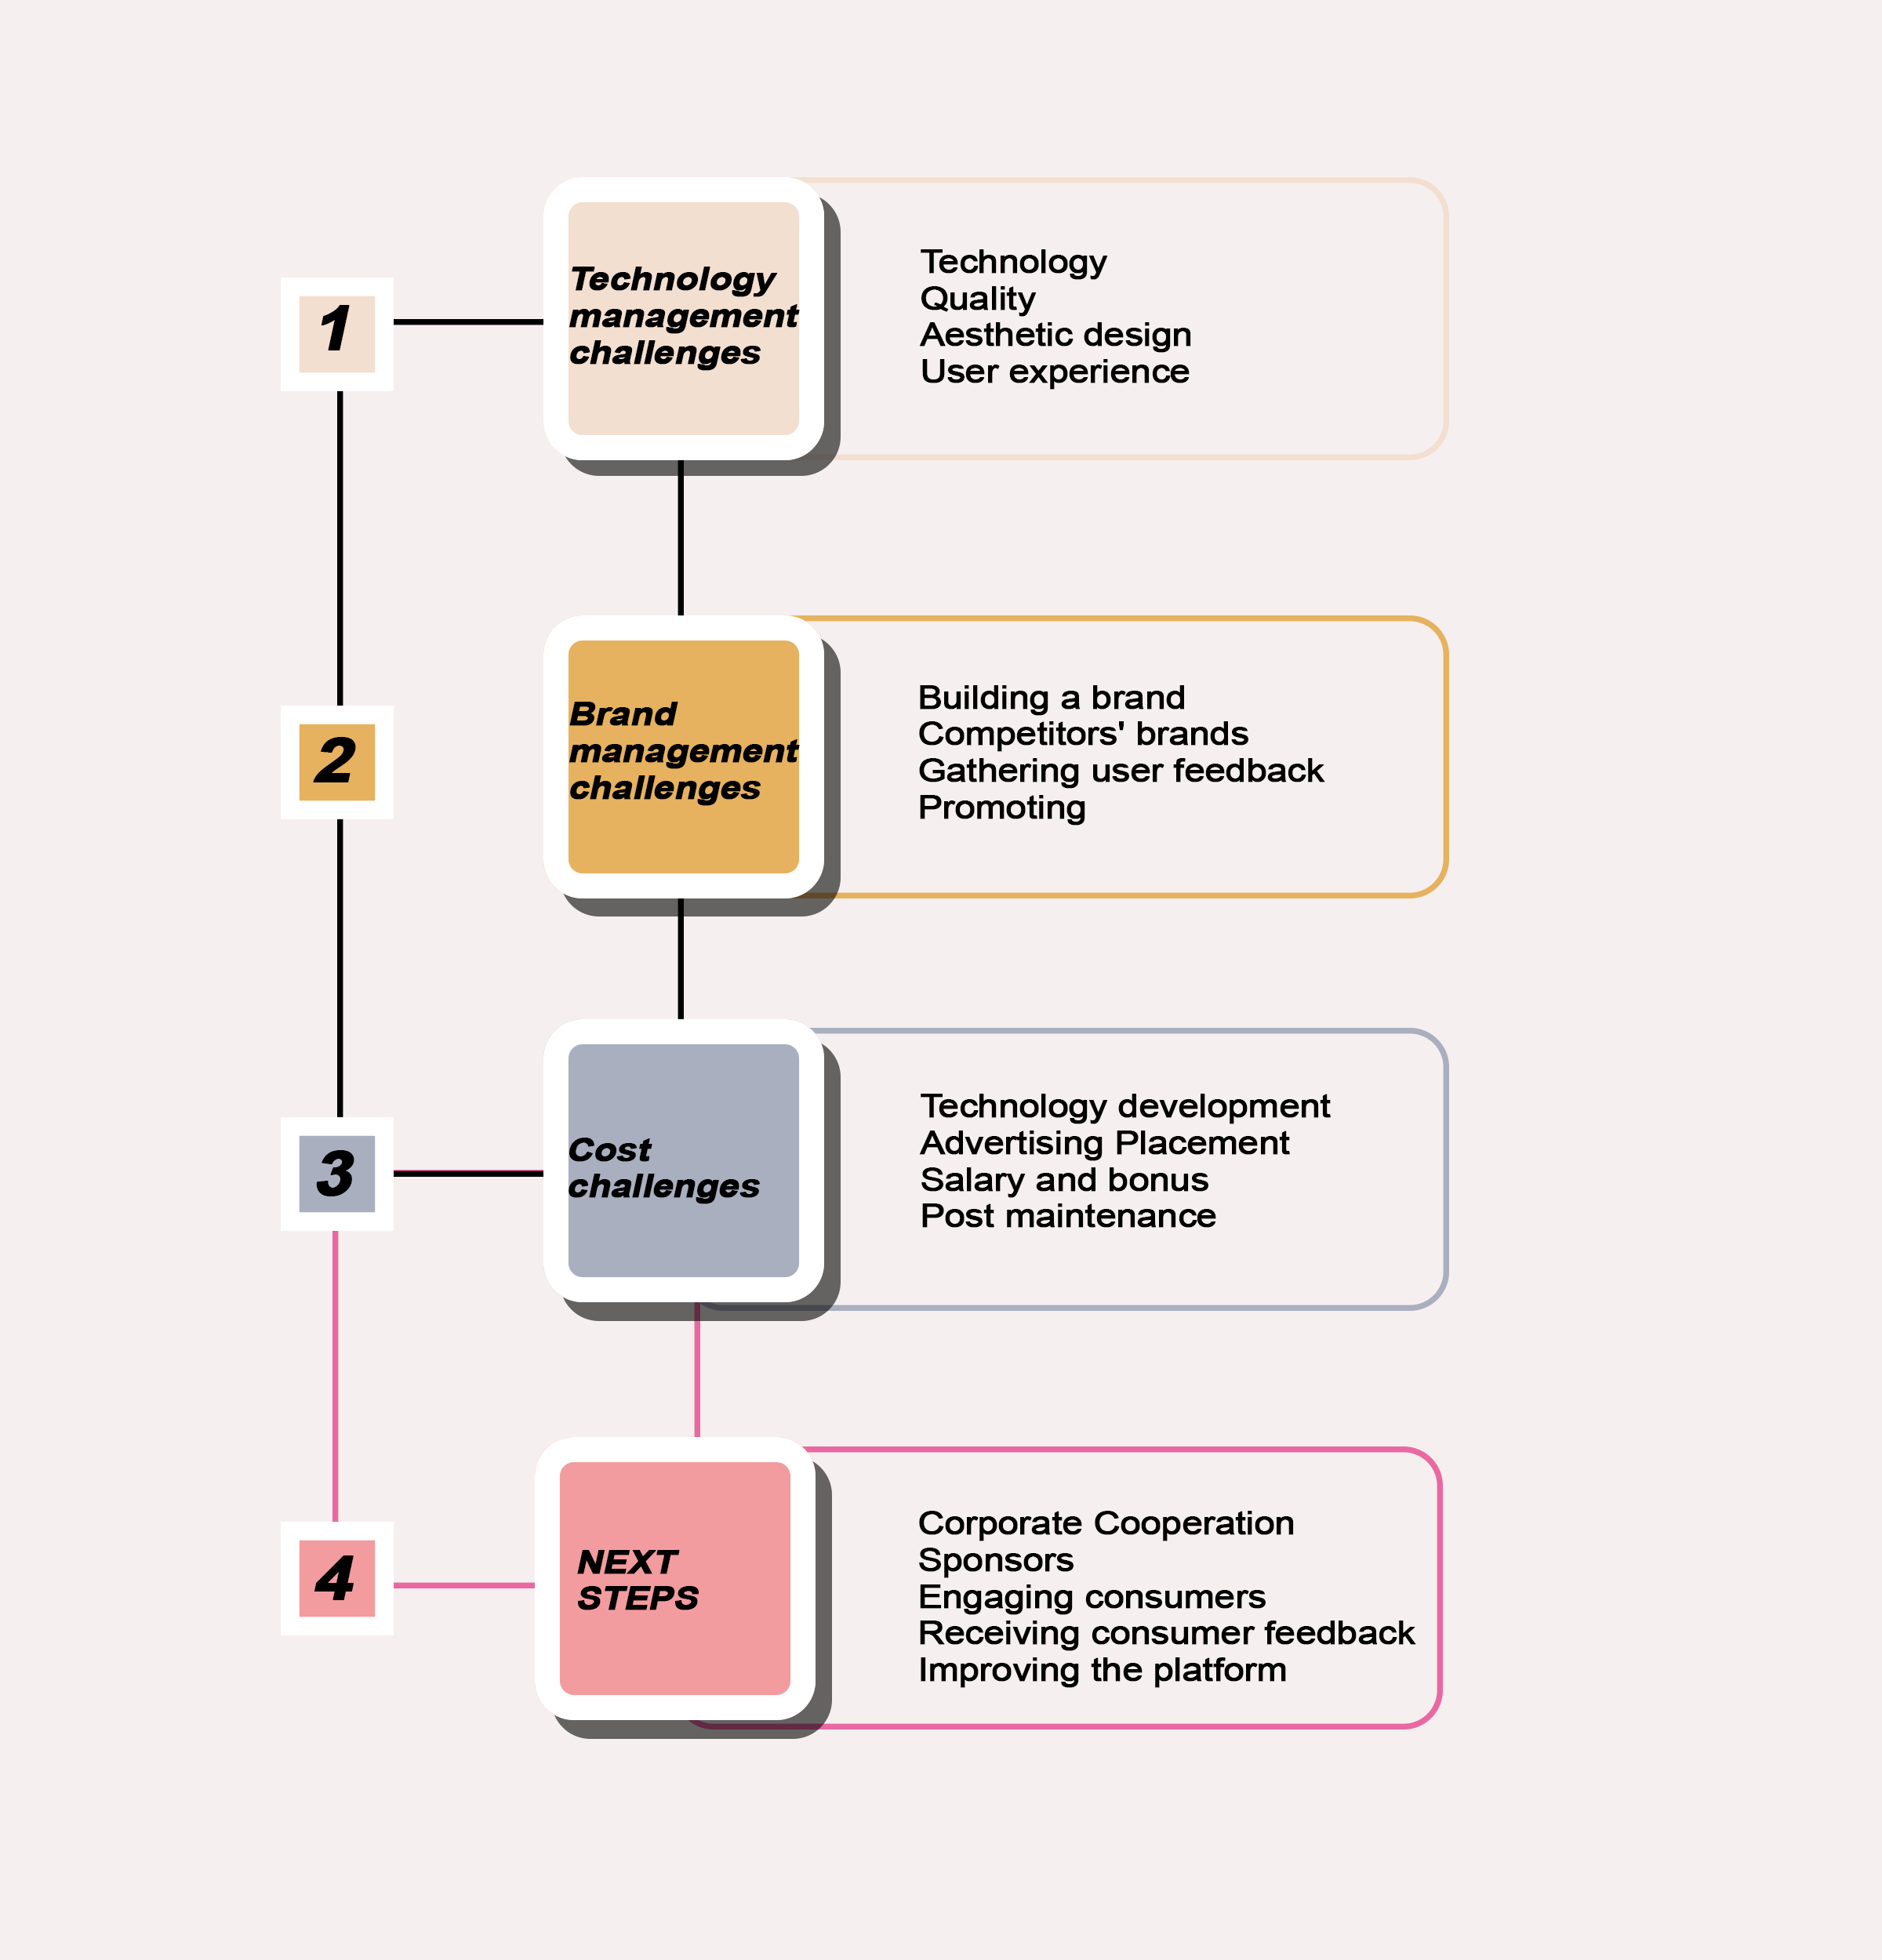 1
Technology
management
challenges
Technology
Quality
Aesthetic design
User experience
2
Brand
management
challenges
Building a brand
Competitors' brands
Gathering user feedback
Promoting
3
Cost
challenges
Technology development
Advertising Placement
Salary and bonus
Post maintenance
4
NEXT
STEPS
Corporate Cooperation
Sponsors
Engaging consumers
Receiving consumer feedback
Improving the platform